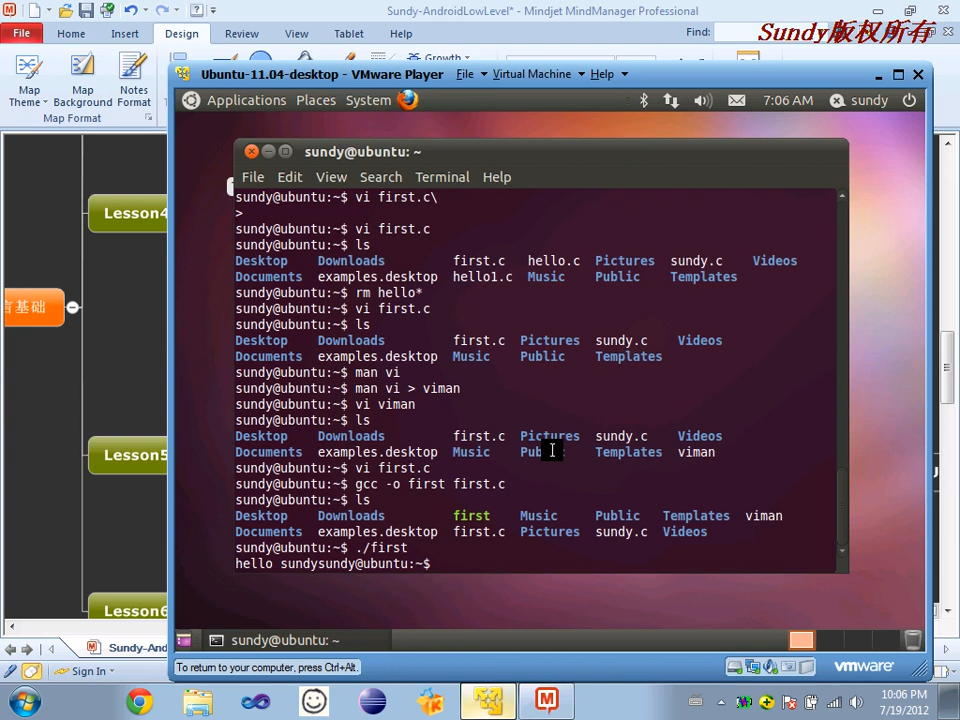 Sundy-AndroidLowLevel* - Mindjet MindManager Professional
File Home Insert Design Review View Tablet Help Find:
Sundy版权所有
Map Theme
Map Background
Notes Format
Growth
Map Format
Ubuntu-11.04-desktop - VMware Player File Virtual Machine Help
Applications Places System 7:06 AM sundy
sundy@ubuntu: ~
File Edit View Search Terminal Help
sundy@ubuntu:~$ vi first.c\
>
sundy@ubuntu:~$ vi first.c
sundy@ubuntu:~$ ls
Desktop Downloads first.c hello.c Pictures sundy.c Videos
Documents examples.desktop hello1.c Music Public Templates
sundy@ubuntu:~$ rm hello*
sundy@ubuntu:~$ vi first.c
sundy@ubuntu:~$ ls
Desktop Downloads first.c Pictures sundy.c Videos
Documents examples.desktop Music Public Templates
sundy@ubuntu:~$ man vi
sundy@ubuntu:~$ man vi > viman
sundy@ubuntu:~$ vi viman
sundy@ubuntu:~$ ls
Desktop Downloads first.c Pictures sundy.c Videos
Documents examples.desktop Music Pub Templates viman
sundy@ubuntu:~$ vi first.c
sundy@ubuntu:~$ gcc -o first first.c
sundy@ubuntu:~$ ls
Desktop Downloads first Music Public Templates viman
Documents examples.desktop first.c Pictures sundy.c Videos
sundy@ubuntu:~$ ./first
hello sundysundy@ubuntu:~$
Lesson4
言基础
Lesson5
Lesson6
sundy@ubuntu: ~
Sundy-And
To return to your computer, press Ctrl+Alt.
vmware
Sign In
10:06 PM
7/19/2012